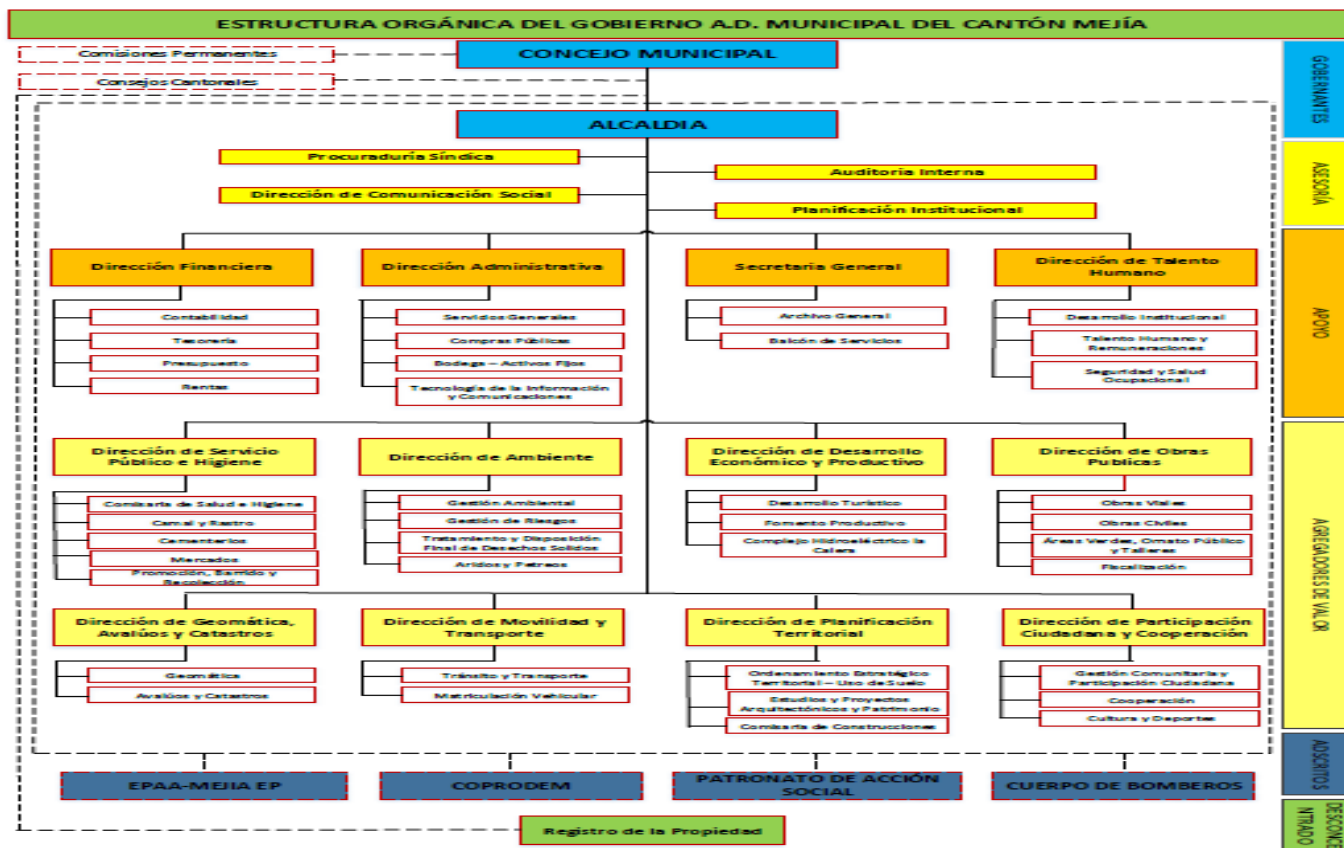 ESTRUCTURA ORGÁNICA DEL GOBIERNO A.D. MUNICIPAL DEL CANTÓN MEJÍA
Comisiones Permanentes
CONCEJO MUNICIPAL
Consejos Cantonales
GOBERNANTES
ALCALDIA
Procuraduría Síndica
Auditoria Interna
Dirección de Comunicación Social
Planificación Institucional
ASESORÍA
Dirección Financiera
Contabilidad
Tesorería
Presupuesto
Rentas
Dirección Administrativa
Servicios Generales
Compras Públicas
Bodega – Activos Fijos
Tecnología de la Información
y Comunicaciones
Secretaria General
Archivo General
Balcón de Servicios
Dirección de Talento
Humano
Desarrollo Institucional
Talento Humano y
Remuneraciones
Seguridad y Salud
Ocupacional
APOYO
Dirección de Servicio
Público e Higiene
Comisaría de Salud e Higiene
Camal y Rastro
Cementerios
Mercados
Promoción, Barrido y
Recolección
Dirección de Ambiente
Gestión Ambiental
Gestión de Riesgos
Tratamiento y Disposición
Final de Desechos Solidos
Aridos y Petreos
Dirección de Desarrollo
Económico y Productivo
Desarrollo Turístico
Fomento Productivo
Complejo Hidroeléctrico la
Calera
Dirección de Obras
Publicas
Obras Viales
Obras Civiles
Áreas Verdes, Ornato Público
y Talleres
Fiscalización
AGREGADORES DE VALOR
Dirección de Geomática,
Avalúos y Catastros
Geomática
Avalúos y Catastros
Dirección de Movilidad y
Transporte
Tránsito y Transporte
Matriculación Vehicular
Dirección de Planificación
Territorial
Ordenamiento Estratégico
Territorial – Uso de Suelo
Estudios y Proyectos
Arquitectónicos y Patrimonio
Comisaría de Construcciones
Dirección de Participación
Ciudadana y Cooperación
Gestión Comunitaria y
Participación Ciudadana
Cooperación
Cultura y Deportes
EPAA-MEJIA EP
COPRODEM
PATRONATO DE ACCIÓN
SOCIAL
CUERPO DE BOMBEROS
ADSCRITOS
Registro de la Propiedad
DESCONCE
NTRADO